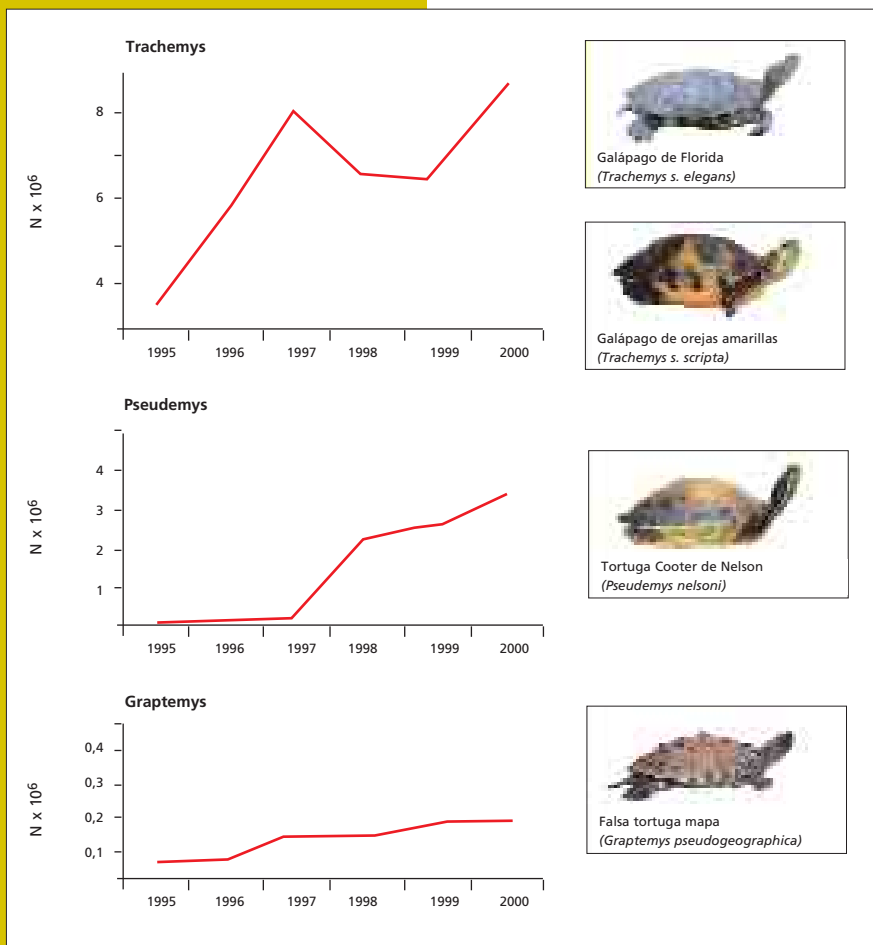 Trachemys
N x 10⁶
8
6
4
1995 1996 1997 1998 1999 2000
Galápago de Florida
(Trachemys s. elegans)
Galápago de orejas amarillas
(Trachemys s. scripta)
Pseudemys
N x 10⁶
4
3
2
1
1995 1996 1997 1998 1999 2000
Tortuga Cooter de Nelson
(Pseudemys nelsoni)
Graptemys
N x 10⁶
0,4
0,3
0,2
0,1
1995 1996 1997 1998 1999 2000
Falsa tortuga mapa
(Graptemys pseudogeographica)